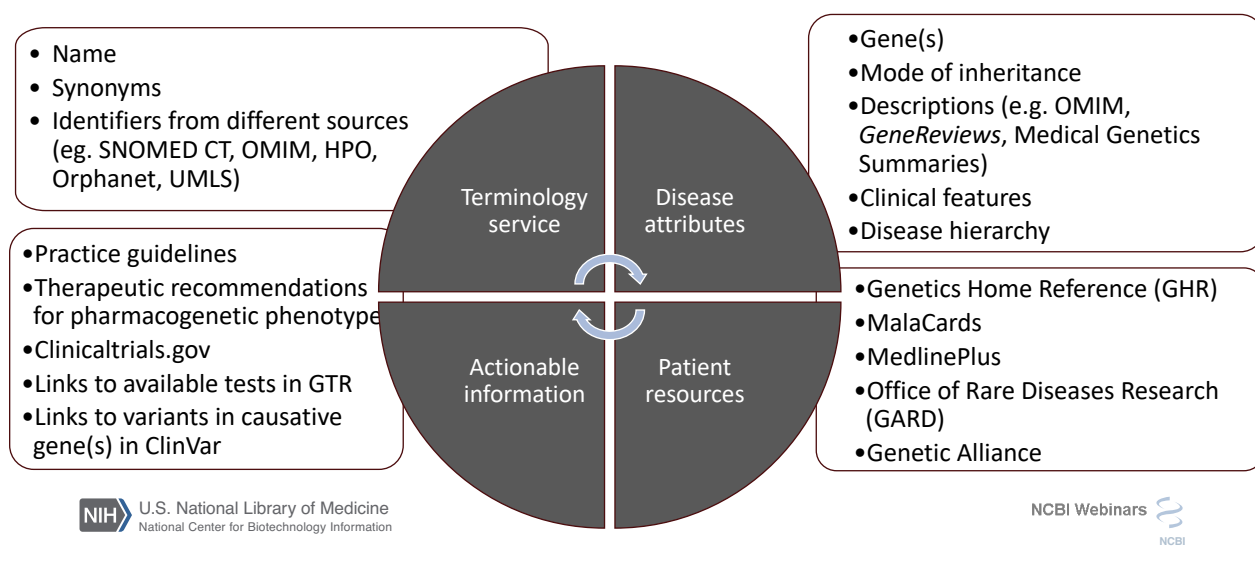 • Name
• Synonyms
• Identifiers from different sources
(eg. SNOMED CT, OMIM, HPO,
Orphanet, UMLS)
•Gene(s)
•Mode of inheritance
•Descriptions (e.g. OMIM,
GeneReviews, Medical Genetics
Summaries)
•Clinical features
•Disease hierarchy
Terminology
service
Disease
attributes
•Practice guidelines
•Therapeutic recommendations
for pharmacogenetic phenotype
•Clinicaltrials.gov
•Links to available tests in GTR
•Links to variants in causative
gene(s) in ClinVar
Actionable
information
Patient
resources
•Genetics Home Reference (GHR)
•MalaCards
•MedlinePlus
•Office of Rare Diseases Research
(GARD)
•Genetic Alliance
NIH
U.S. National Library of Medicine
National Center for Biotechnology Information
NCBI Webinars
NCBI